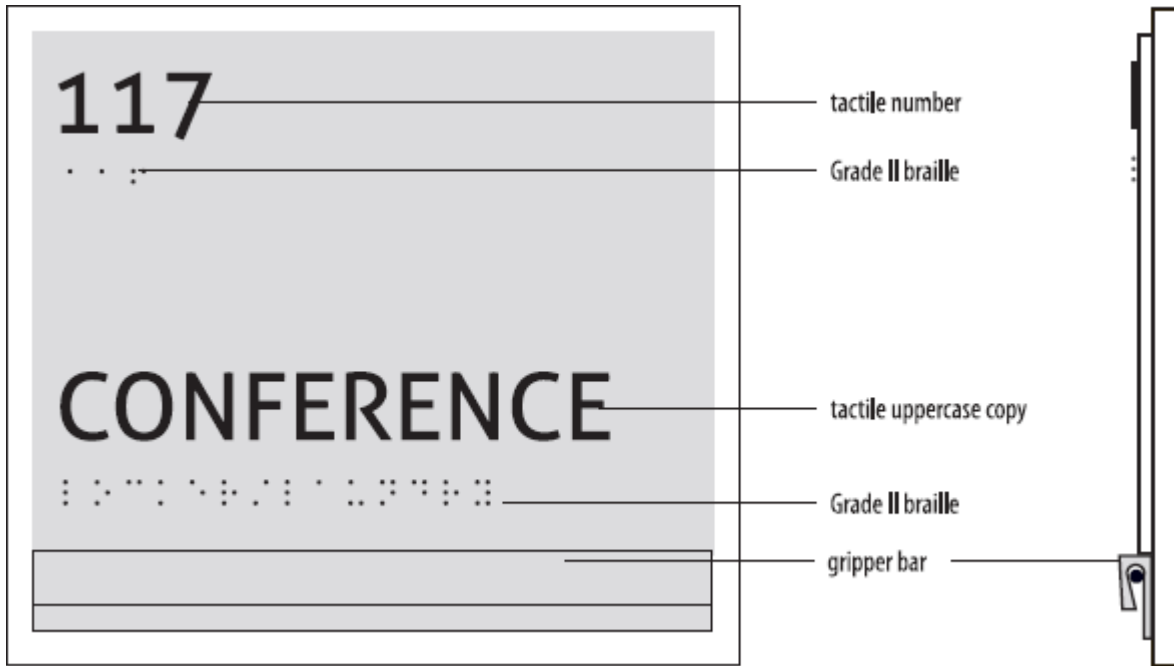 117
tactile number
Grade II braille
CONFERENCE
tactile uppercase copy
⠇⠕⠉⠅⠑⠗⠌⠇⠁⠥⠝⠙⠗⠽
Grade II braille
gripper bar